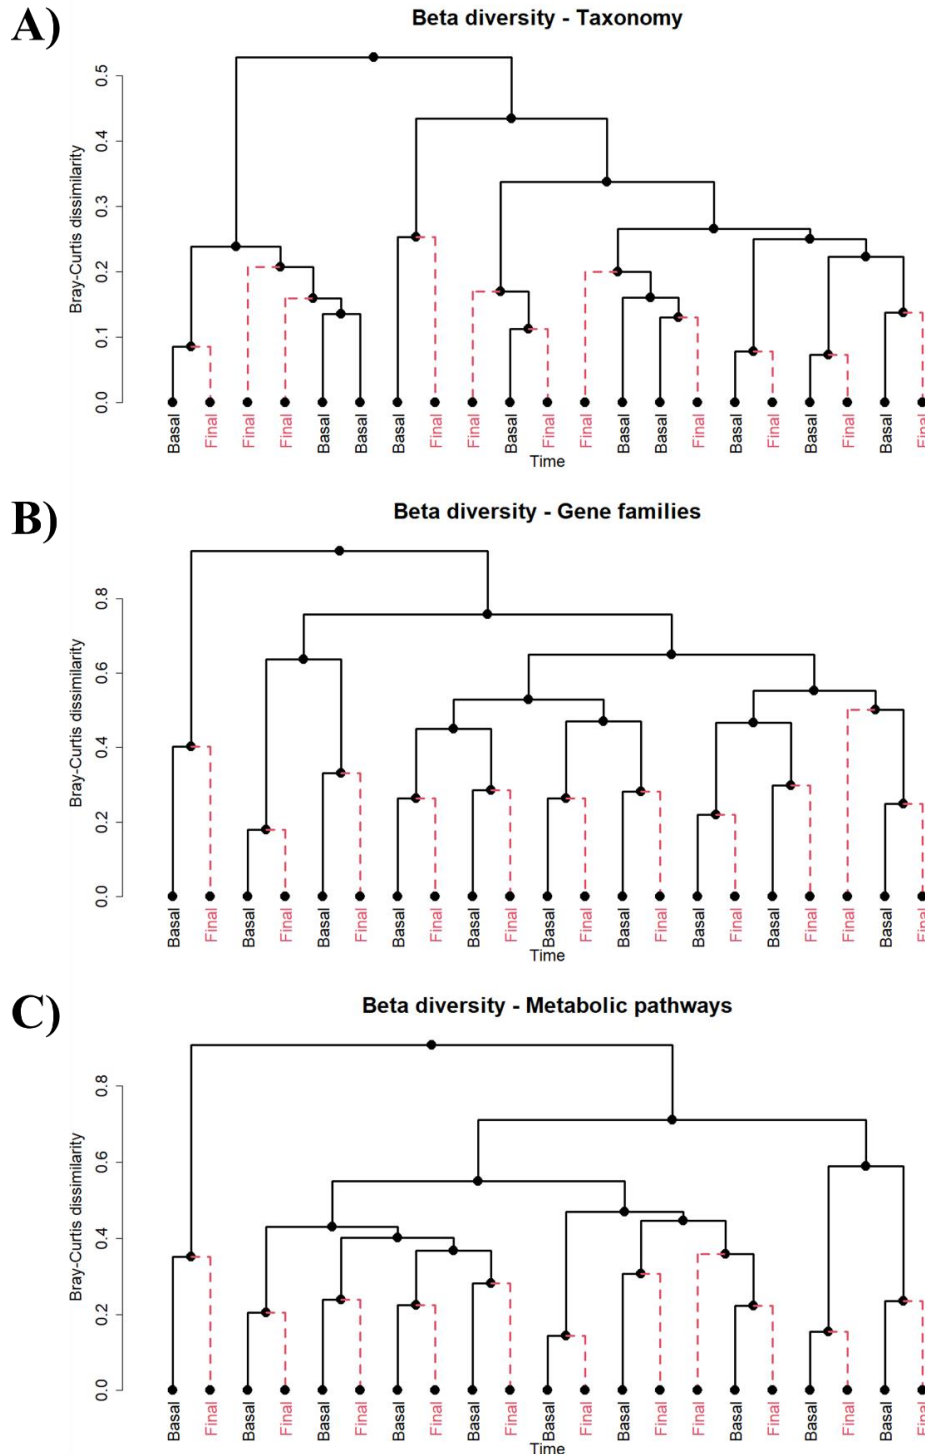 A)
Beta diversity - Taxonomy
Bray-Curtis dissimilarity
0.5
0.4
0.3
0.2
0.1
0.0
Basal Final Final Final Basal Basal Basal Final Final Basal Final Final Basal Basal Final Basal Final Basal Final Basal Final
Time
B)
Beta diversity - Gene families
Bray-Curtis dissimilarity
0.8
0.6
0.4
0.2
0.0
Basal Final Basal Final Basal Final Basal Final Basal Final Basal Final Basal Final Basal Final Basal Final Final Basal Final
Time
C)
Beta diversity - Metabolic pathways
Bray-Curtis dissimilarity
0.8
0.6
0.4
0.2
0.0
Basal Final Basal Final Basal Final Basal Final Basal Final Basal Final Basal Final Final Basal Final Basal Final Basal Final
Time